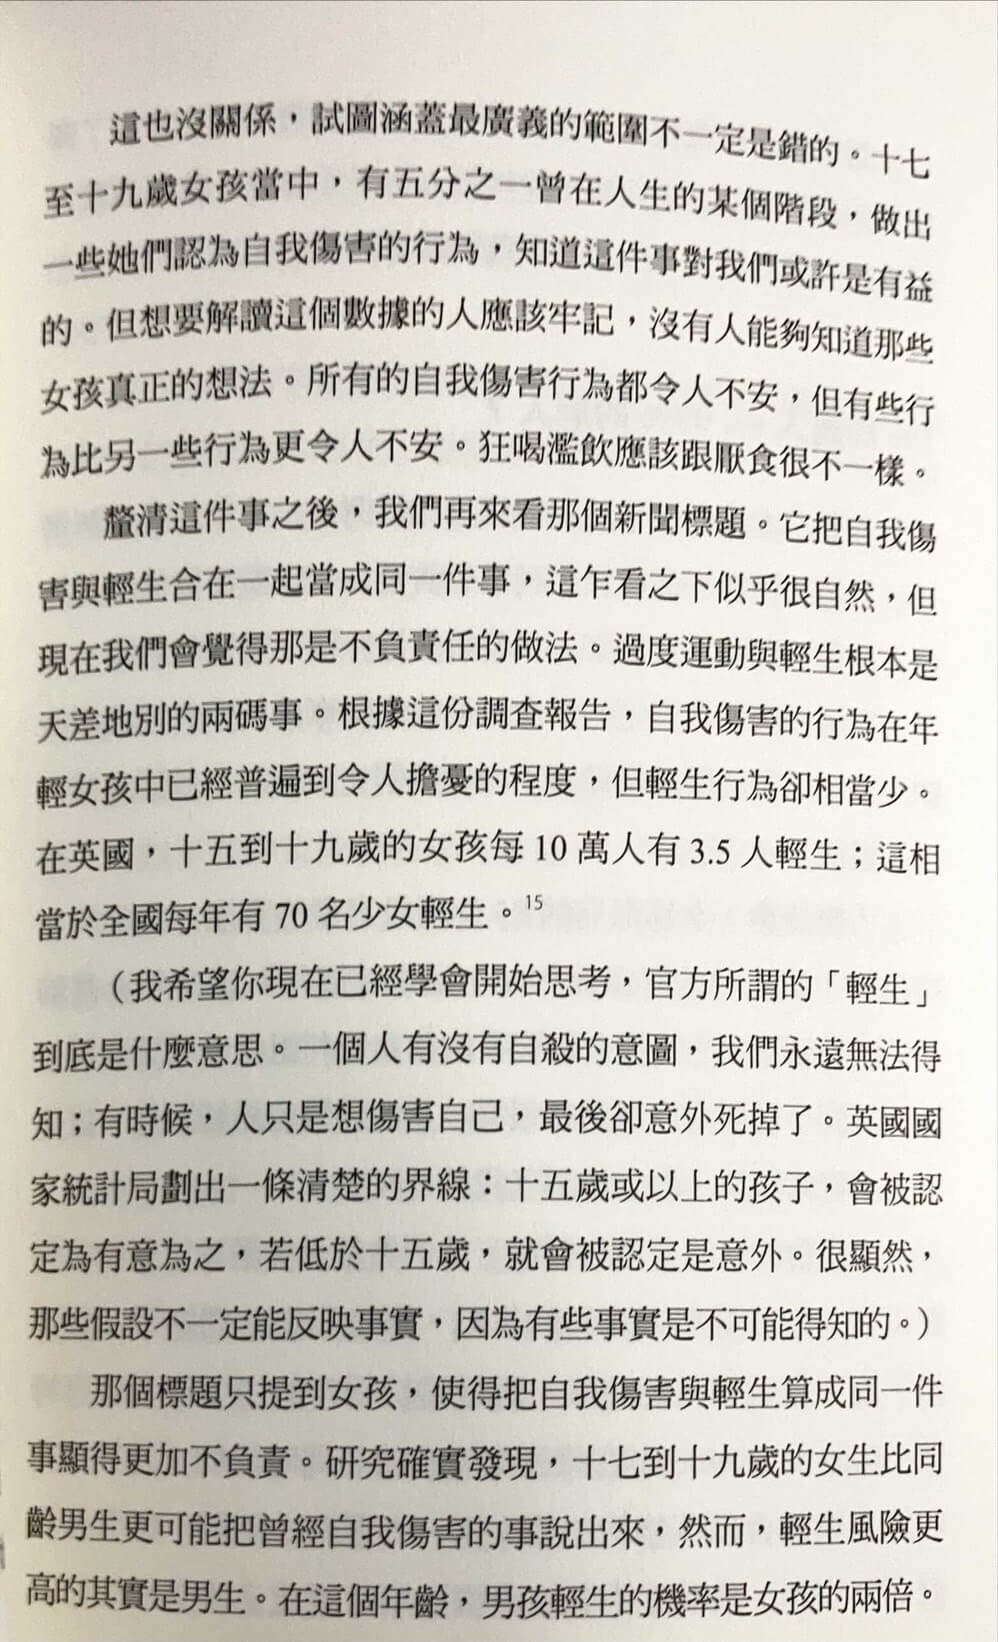 這也沒關係，試圖涵蓋最廣義的範圍不一定是錯的。十七
至十九歲女孩當中，有五分之一曾在人生的某個階段，做出
一些她們認為自我傷害的行為，知道這件事對我們或許是有益
的。但想要解讀這個數據的人應該牢記，沒有人能夠知道那些
女孩真正的想法。所有的自我傷害行為都令人不安，但有些行
為比另一些行為更令人不安。狂喝濫飲應該跟厭食很不一樣。
釐清這件事之後，我們再來看那個新聞標題。它把自我傷
害與輕生合在一起當成同一件事，這乍看之下似乎很自然，但
現在我們會覺得那是不負責任的做法。過度運動與輕生根本是
天差地別的兩碼事。根據這份調查報告，自我傷害的行為在年
輕女孩中已經普遍到令人擔憂的程度，但輕生行為卻相當少。
在英國，十五到十九歲的女孩每 10 萬人有 3.5 人輕生；這相
當於全國每年有 70 名少女輕生。15
（我希望你現在已經學會開始思考，官方所謂的「輕生」
到底是什麼意思。一個人有沒有自殺的意圖，我們永遠無法得
知；有時候，人只是想傷害自己，最後卻意外死掉了。英國國
家統計局劃出一條清楚的界線：十五歲或以上的孩子，會被認
定為有意為之，若低於十五歲，就會被認定是意外。很顯然，
那些假設不一定能反映事實，因為有些事實是不可能得知的。）
那個標題只提到女孩，使得把自我傷害與輕生算成同一件
事顯得更加不負責。研究確實發現，十七到十九歲的女生比同
齡男生更可能把曾經自我傷害的事說出來，然而，輕生風險更
高的其實是男生。在這個年齡，男孩輕生的機率是女孩的兩倍。